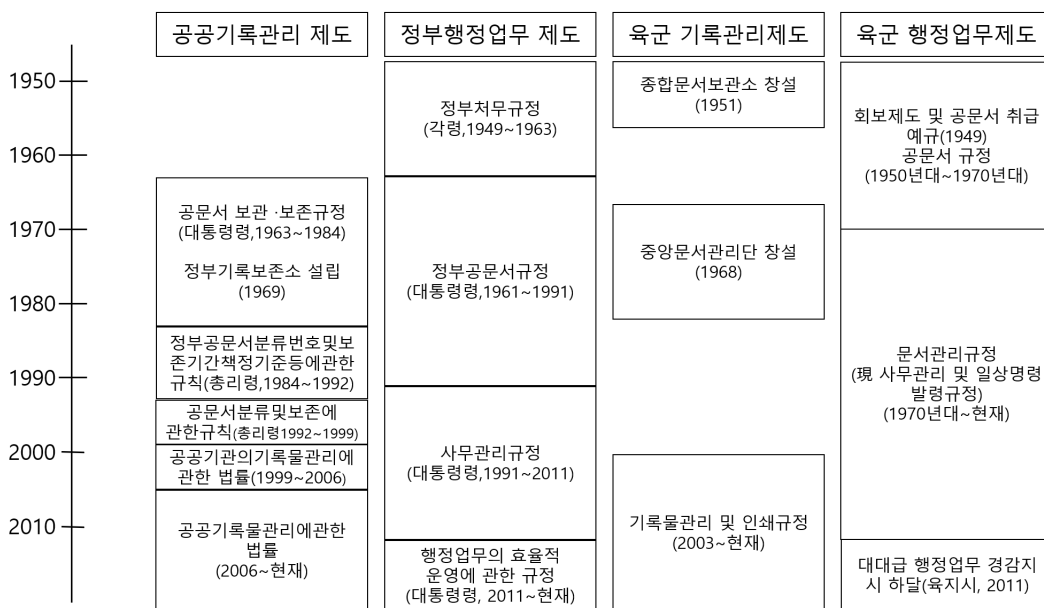 공공기록관리 제도
정부행정업무 제도
육군 기록관리제도
육군 행정업무제도
1950
1960
1970
1980
1990
2000
2010
공문서 보관 ·보존규정
(대통령령,1963~1984)
정부기록보존소 설립
(1969)
정부공문서분류번호및보
존기간책정기준등에관한
규칙(총리령,1984~1992)
공문서분류및보존에
관한규칙(총리령1992~1999)
공공기관의기록물관리에
관한 법률(1999~2006)
공공기록물관리에관한
법률
(2006~현재)
정부처무규정
(각령,1949~1963)
정부공문서규정
(대통령령,1961~1991)
사무관리규정
(대통령령,1991~2011)
행정업무의 효율적
운영에 관한 규정
(대통령령, 2011~현재)
종합문서보관소 창설
(1951)
중앙문서관리단 창설
(1968)
기록물관리 및 인쇄규정
(2003~현재)
회보제도 및 공문서 취급
예규(1949)
공문서 규정
(1950년대~1970년대)
문서관리규정
(現 사무관리 및 일상명령
발령규정)
(1970년대~현재)
대대급 행정업무 경감지
시 하달(육지시, 2011)